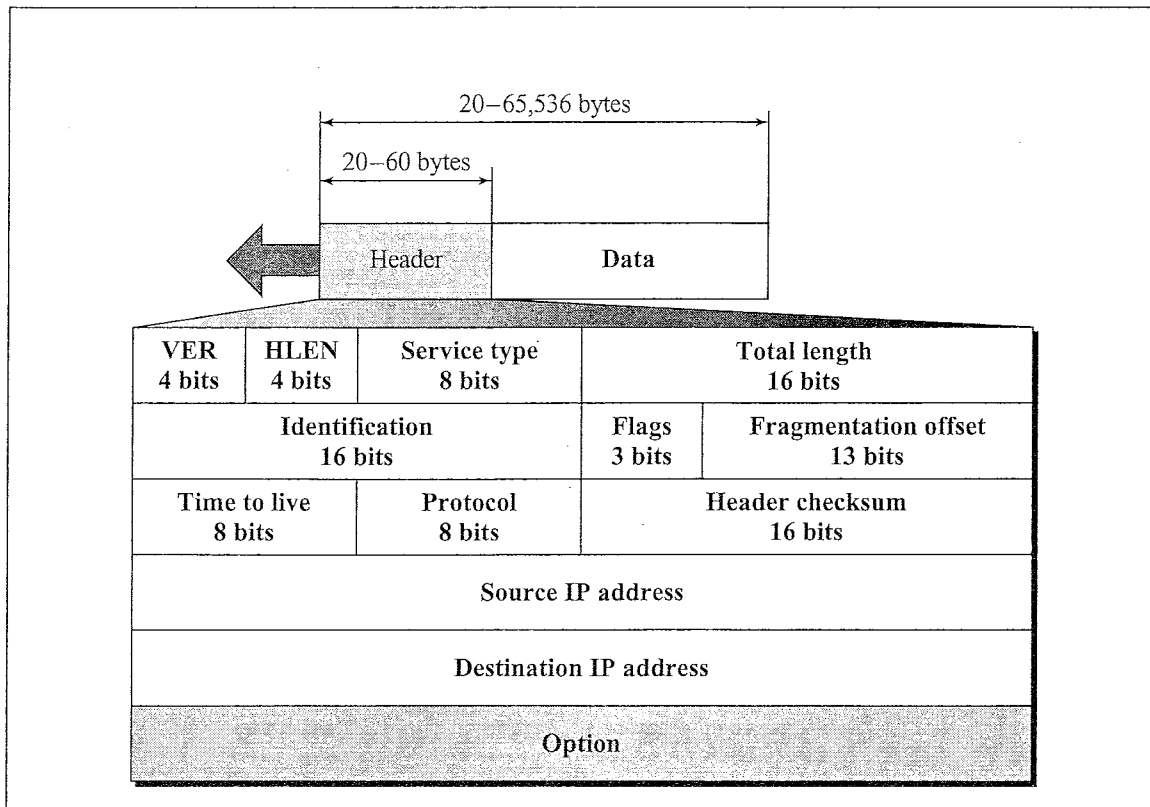 20–65,536 bytes
20–60 bytes
Header
Data
VER
4 bits
HLEN
4 bits
Service type
8 bits
Total length
16 bits
Identification
16 bits
Flags
3 bits
Fragmentation offset
13 bits
Time to live
8 bits
Protocol
8 bits
Header checksum
16 bits
Source IP address
Destination IP address
Option